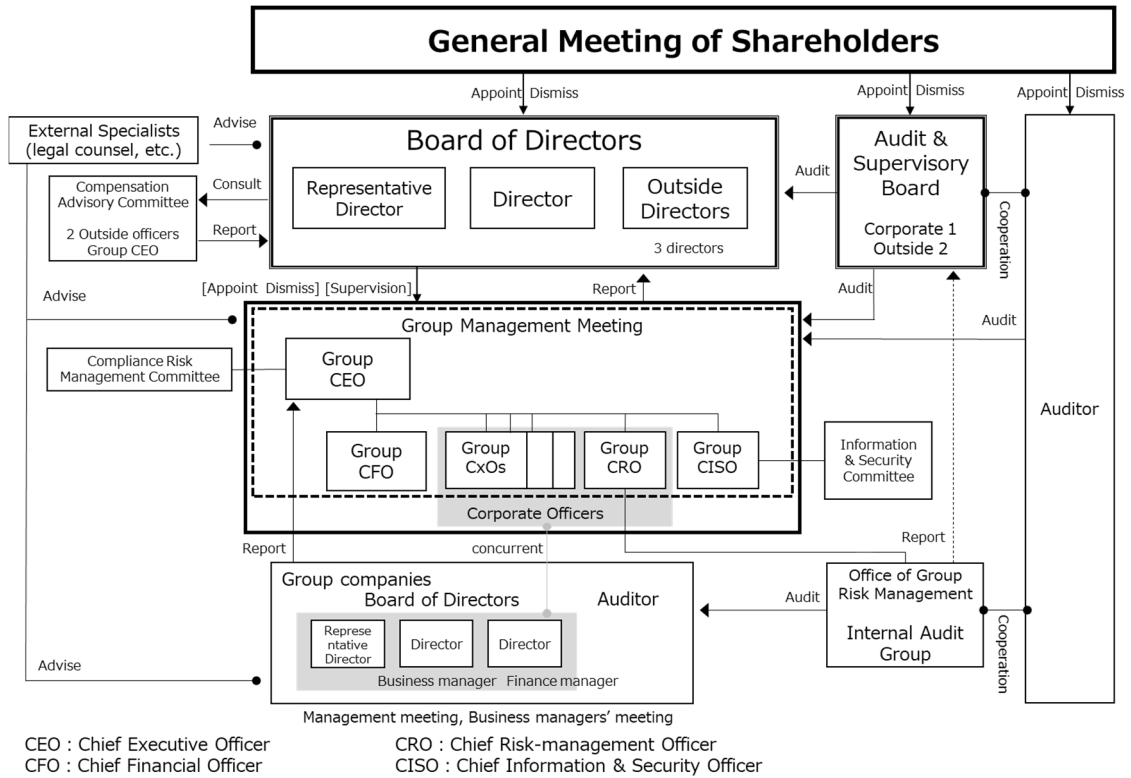 General Meeting of Shareholders
Appoint Dismiss
Appoint Dismiss
Appoint Dismiss
External Specialists
(legal counsel, etc.)
Advise
Board of Directors
Representative
Director
Director
Outside
Directors
3 directors
Audit
Audit &
Supervisory
Board
Corporate 1
Outside 2
Cooperation
Compensation
Advisory Committee
2 Outside officers
Group CEO
Consult
Report
[Appoint Dismiss] [Supervision]
Report
Audit
Audit
Advise
Group Management Meeting
Group
CEO
Compliance Risk
Management Committee
Group
CFO
Group
CxOs
Group
CRO
Group
CISO
Corporate Officers
Information
& Security
Committee
Auditor
Report
concurrent
Report
Group companies
Board of Directors
Auditor
Represe
ntative
Director
Director
Director
Business manager Finance manager
Audit
Office of Group
Risk Management
Internal Audit
Group
Cooperation
Advise
Management meeting, Business managers’ meeting
CEO : Chief Executive Officer
CFO : Chief Financial Officer
CRO : Chief Risk-management Officer
CISO : Chief Information & Security Officer